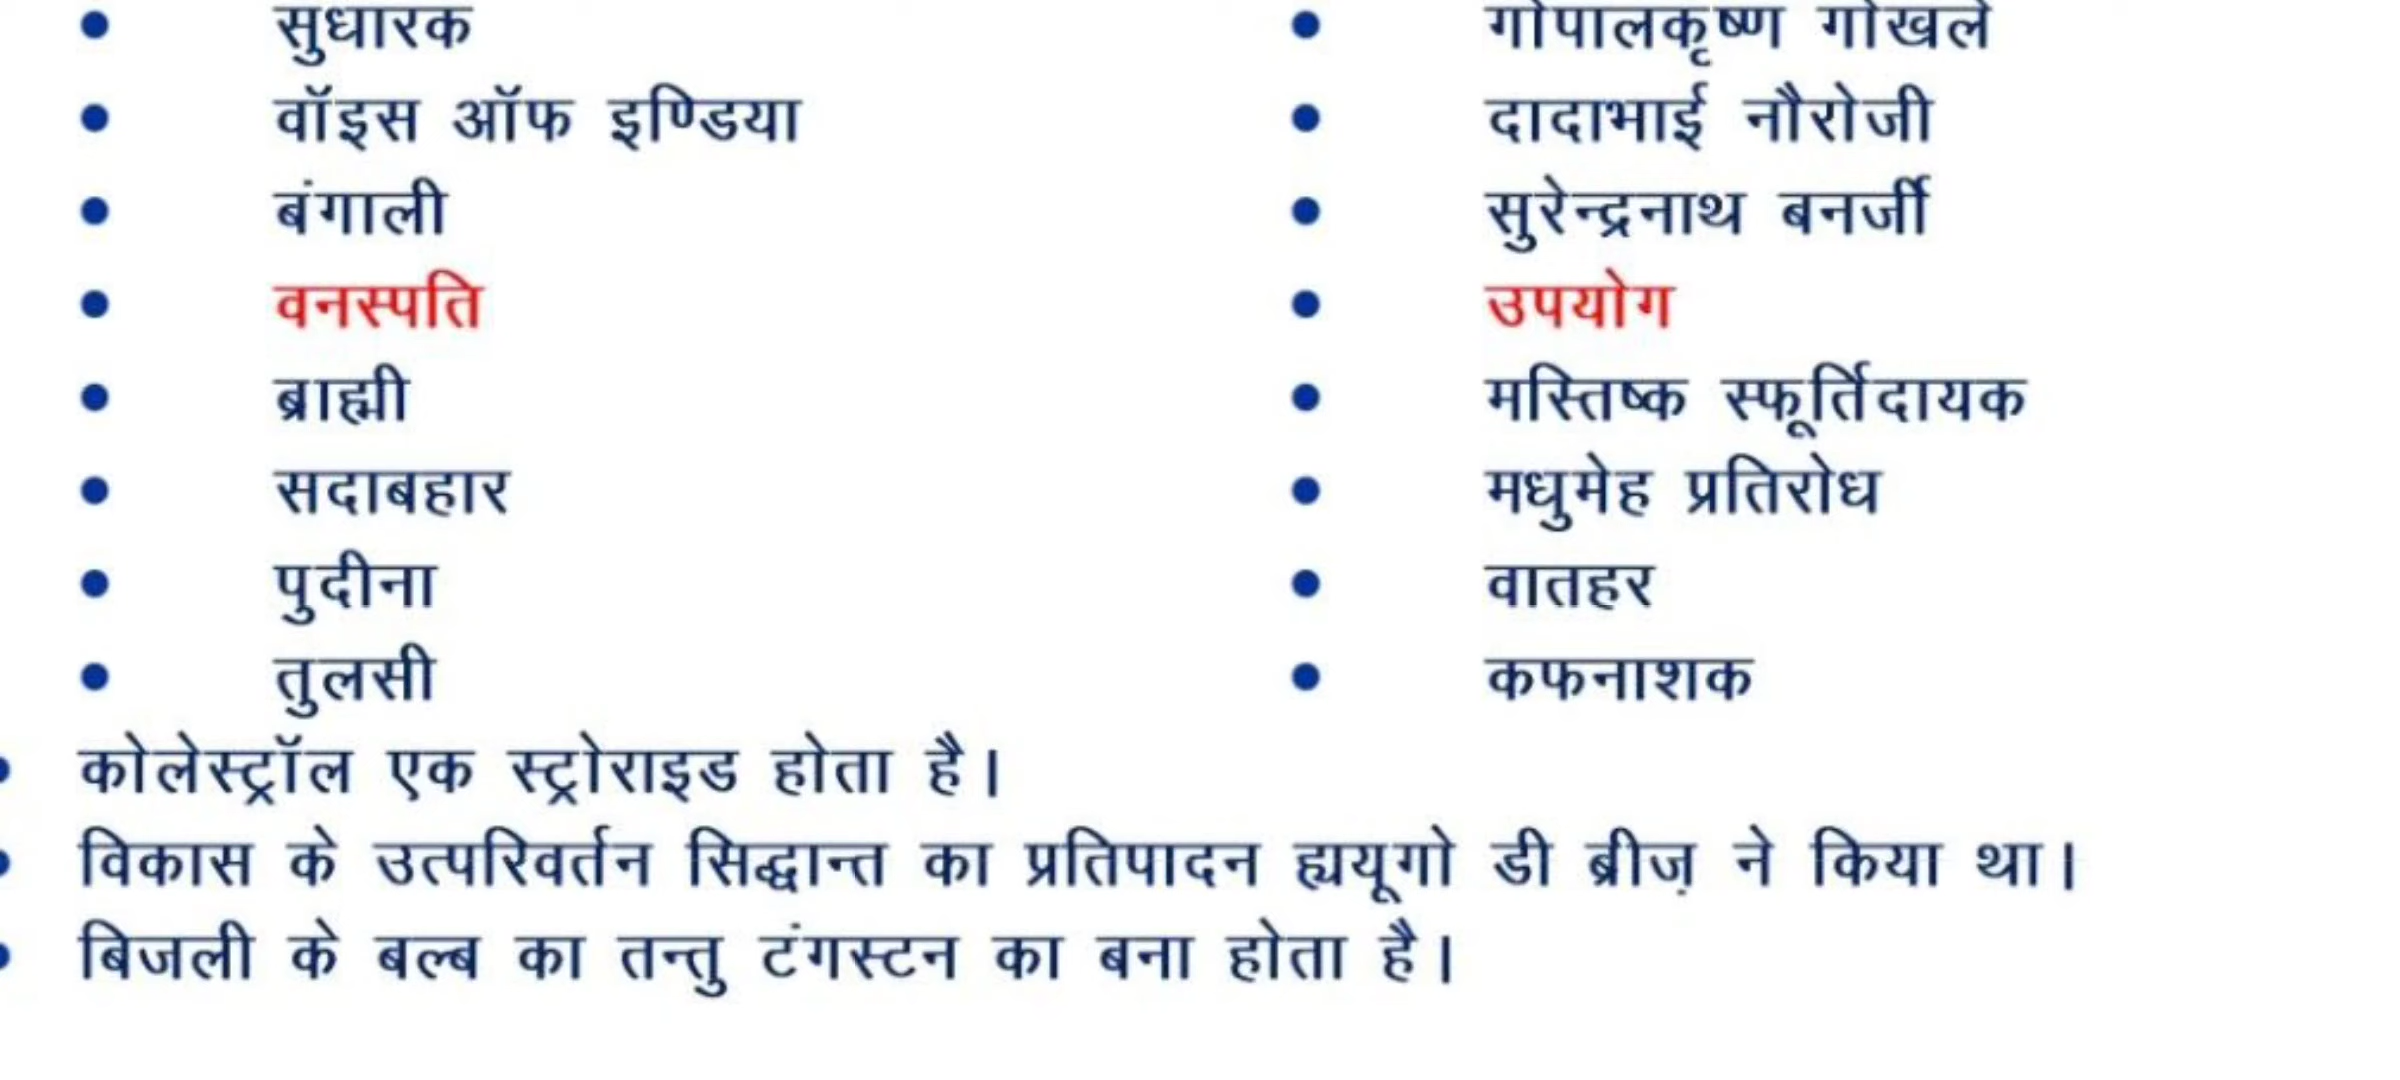 • सुधारक • गोपालकृष्ण गोखले
• वॉइस ऑफ इण्डिया • दादाभाई नौरोजी
• बंगाली • सुरेन्द्रनाथ बनर्जी
• वनस्पति • उपयोग
• ब्राह्मी • मस्तिष्क स्फूर्तिदायक
• सदाबहार • मधुमेह प्रतिरोध
• पुदीना • वातहर
• तुलसी • कफनाशक
• कोलेस्ट्रॉल एक स्ट्रोराइड होता है।
• विकास के उत्परिवर्तन सिद्धान्त का प्रतिपादन ह्ययूगो डी ब्रीज़ ने किया था।
• बिजली के बल्ब का तन्तु टंगस्टन का बना होता है।